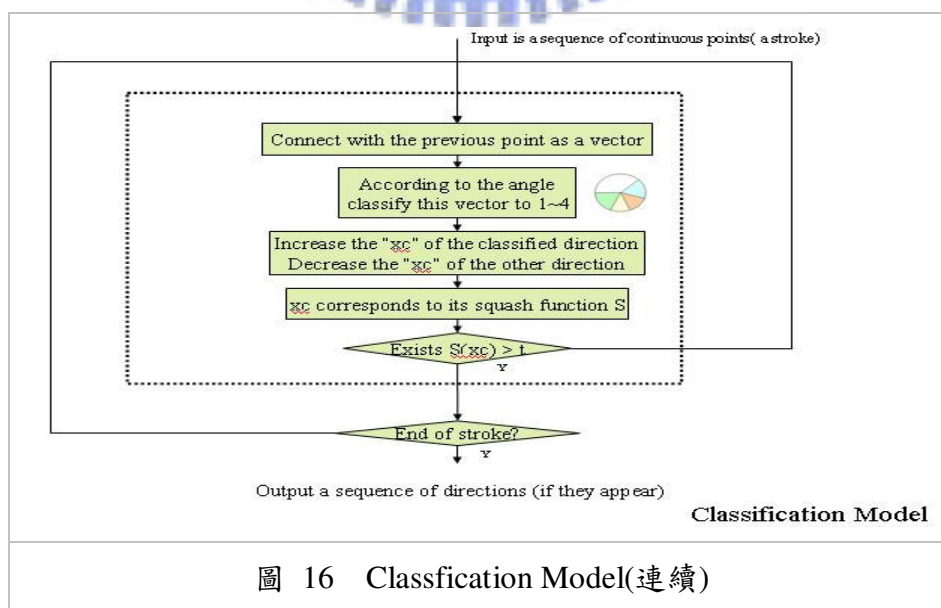 Input is a sequence of continuous points( a stroke)
Connect with the previous point as a vector
According to the angle
classify this vector to 1~4
Increase the "xc" of the classified direction
Decrease the "xc" of the other direction
xc corresponds to its squash function S
Exists S(xc) > t
Y
End of stroke?
Y
Output a sequence of directions (if they appear)
Classification Model
圖 16 Classfication Model(連續)